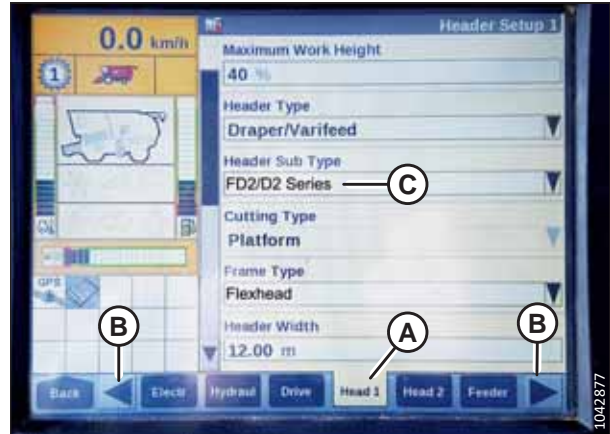 0.0 km/h
Header Setup 1
Maximum Work Height
40 %
1
Header Type
Draper/Varifeed
Header Sub Type
FD2/D2 Series
C
Cutting Type
Platform
Frame Type
GPS
Flexhead
Header Width
B
A
B
12.00 m
Back
Electr
Hydraul
Drive
Head 1
Head 2
Feeder
1042877